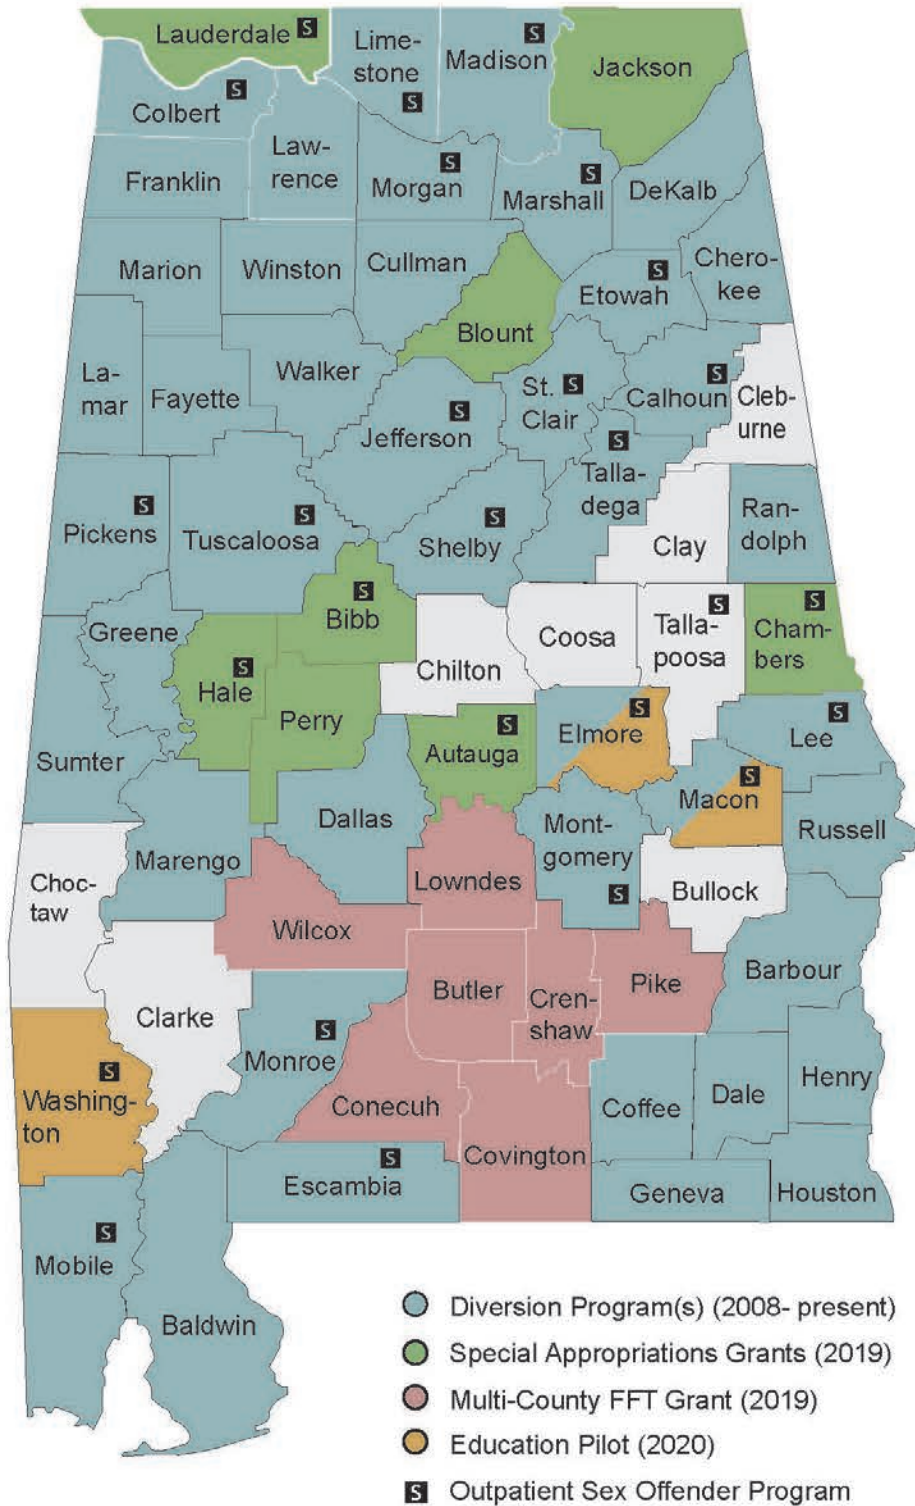 Lauderdale S
Lime-
stone
S
Madison
S
Jackson
Colbert
S
Law-
rence
Franklin
Morgan
S
Marshall
S
DeKalb
Marion
Winston
Cullman
Etowah
S
Chero-
kee
Blount
La-
mar
Fayette
Walker
Jefferson
S
St.
Clair
S
Calhoun
S
Cleb-
urne
Talla-
dega
S
Pickens
S
Tuscaloosa
S
Shelby
S
Clay
Ran-
dolph
Greene
Bibb
S
Hale
S
Perry
Chilton
Coosa
Talla-
poosa
S
Cham-
bers
S
Sumter
Autauga
S
Elmore
S
Lee
S
Macon
S
Dallas
Mont-
gomery
S
Russell
Marengo
Choc-
taw
Lowndes
Bullock
Wilcox
Butler
Cren-
shaw
Pike
Barbour
Clarke
Monroe
S
Washing-
ton
S
Conecuh
Covington
Coffee
Dale
Henry
Escambia
S
Geneva
Houston
Mobile
S
Baldwin
Diversion Program(s) (2008- present)
Special Appropriations Grants (2019)
Multi-County FFT Grant (2019)
Education Pilot (2020)
S Outpatient Sex Offender Program